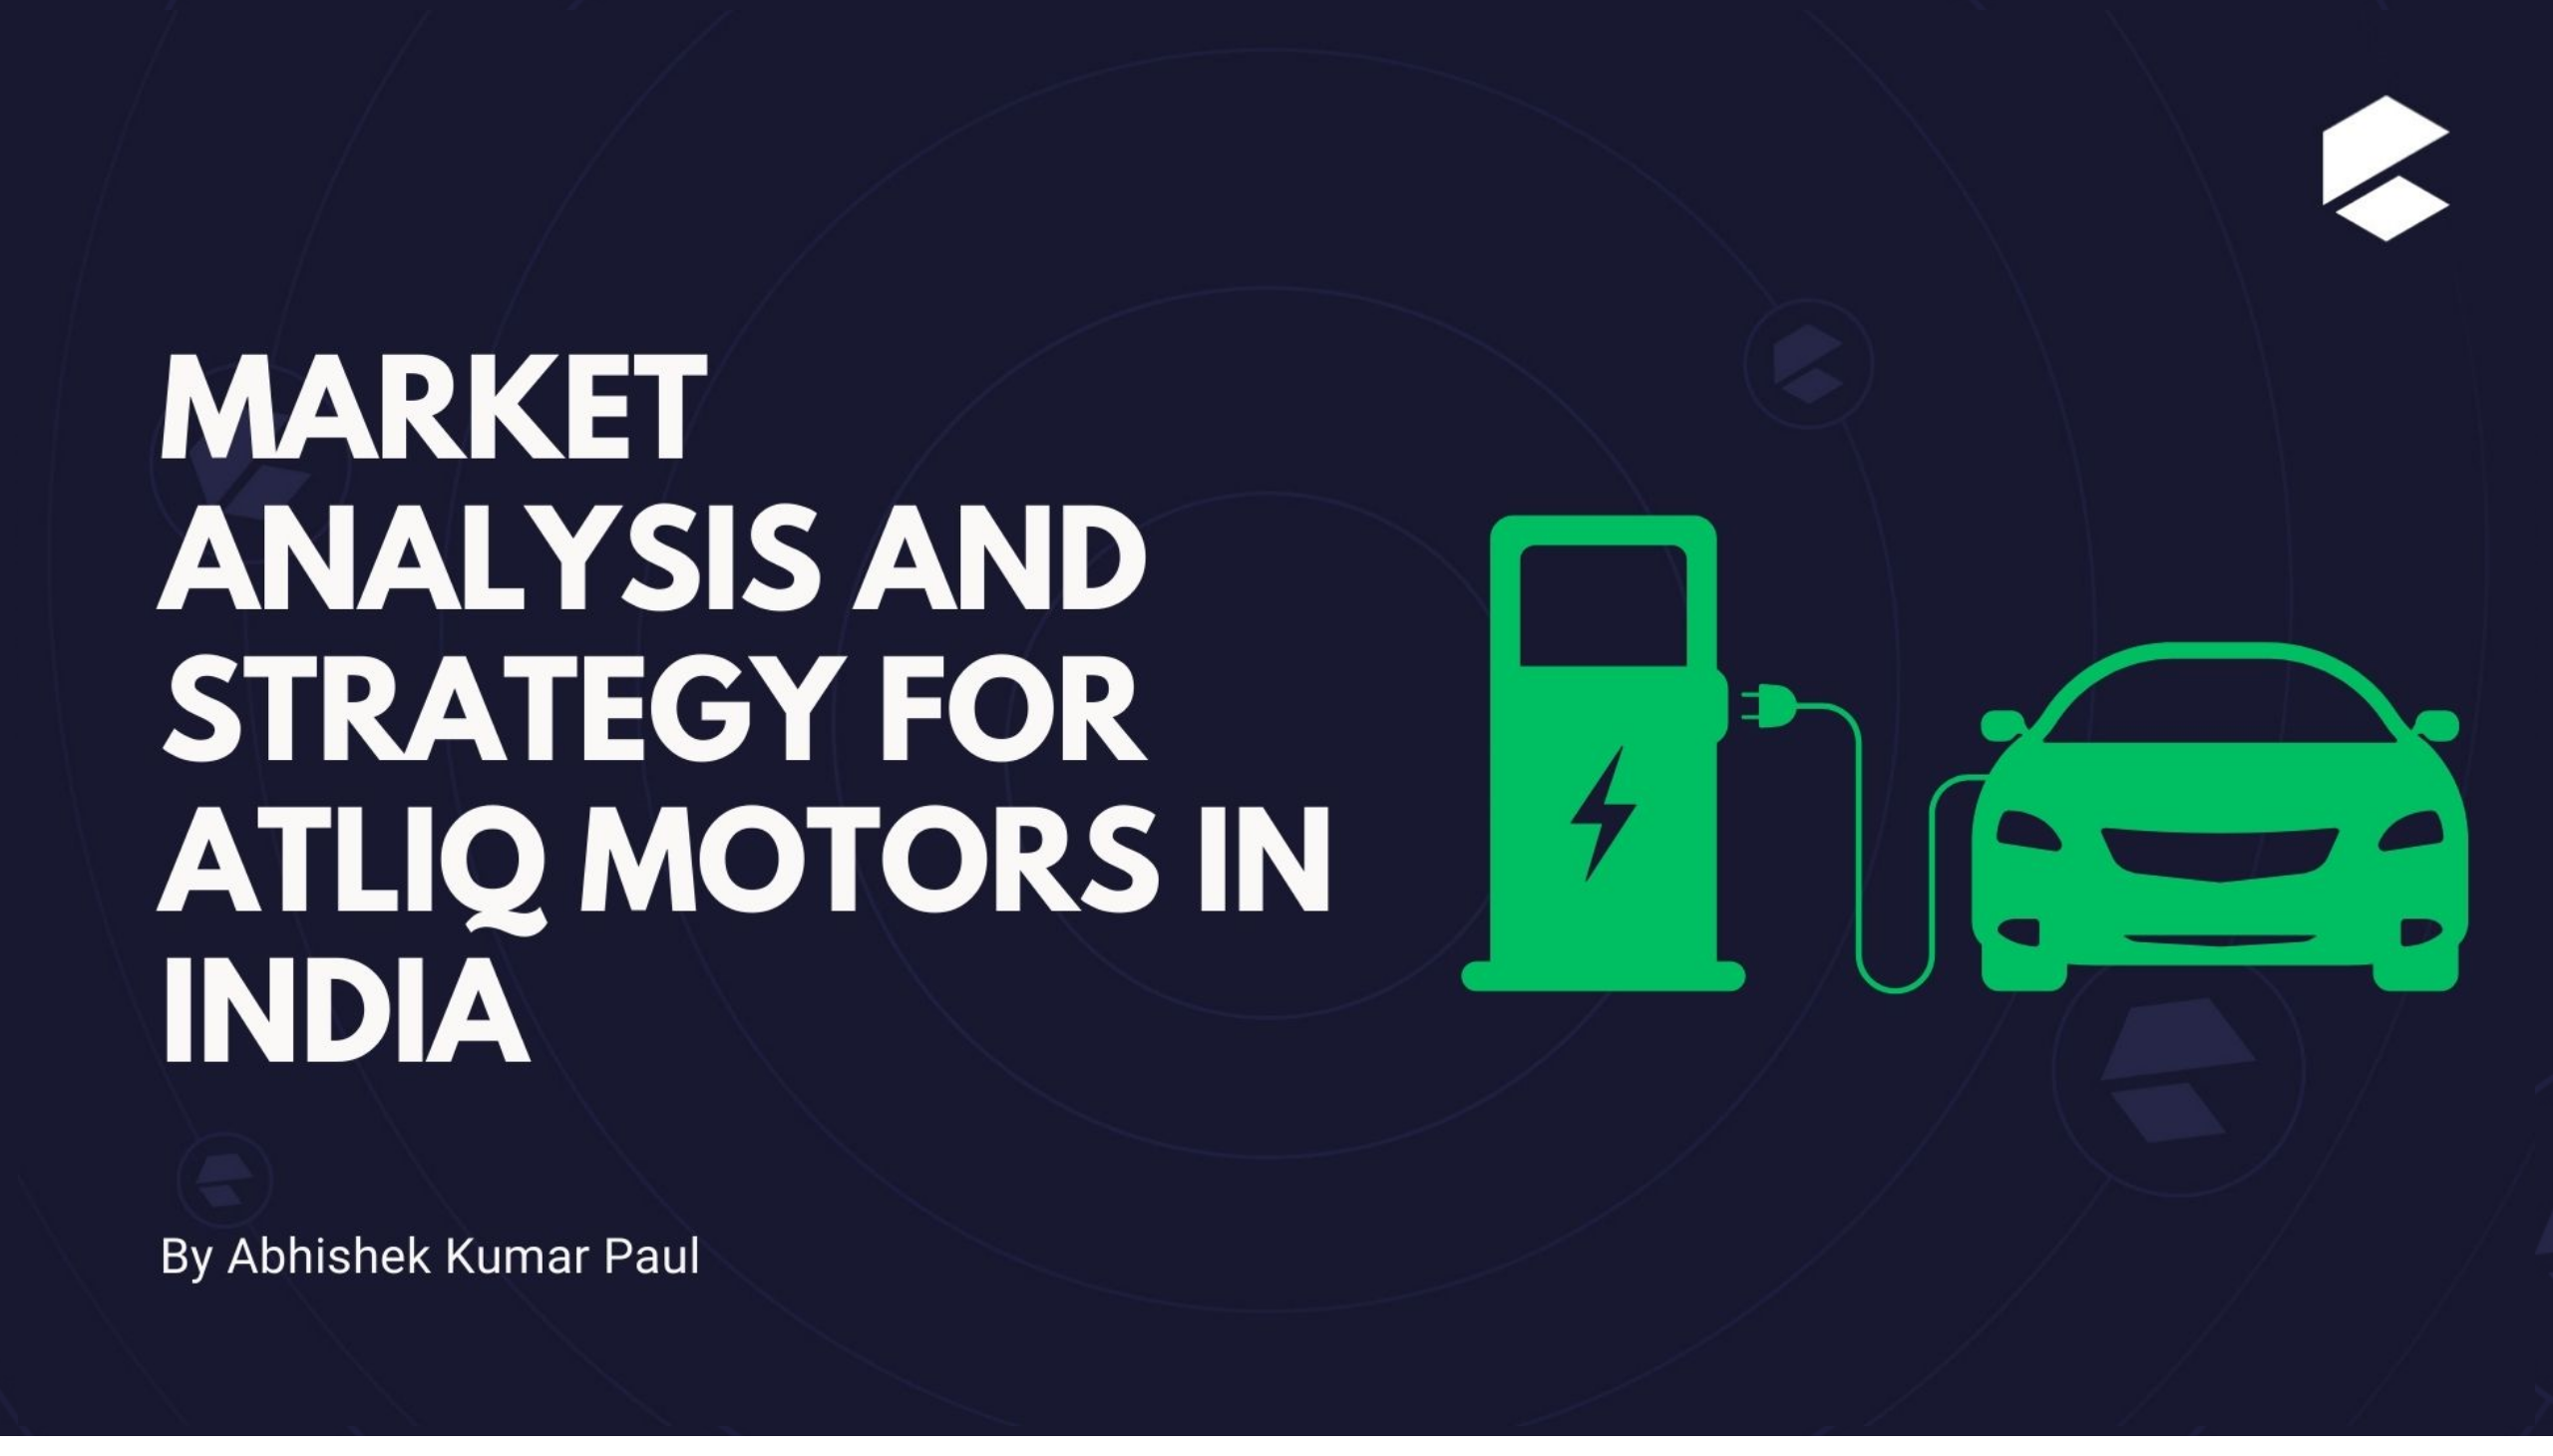 MARKET
ANALYSIS AND
STRATEGY FOR
ATLIQ MOTORS IN
INDIA
By Abhishek Kumar Paul